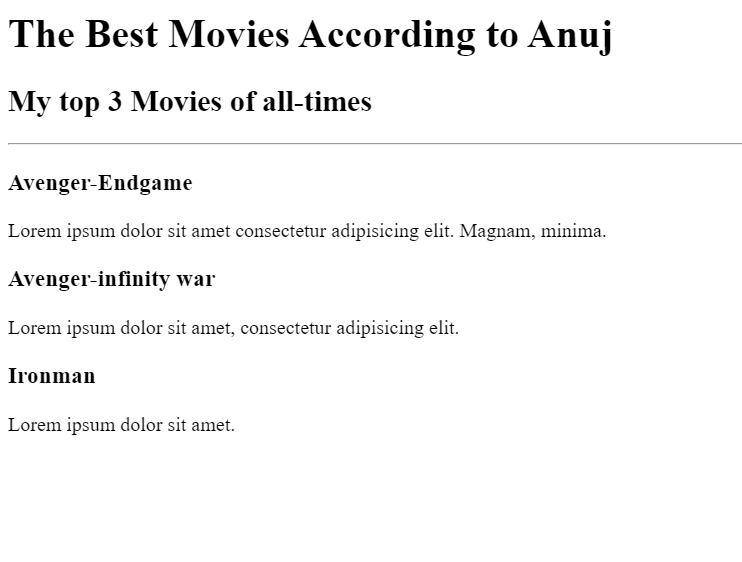 The Best Movies According to Anuj
My top 3 Movies of all-times
Avenger-Endgame
Lorem ipsum dolor sit amet consectetur adipisicing elit. Magnam, minima.
Avenger-infinity war
Lorem ipsum dolor sit amet, consectetur adipisicing elit.
Ironman
Lorem ipsum dolor sit amet.